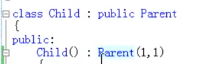 class Child : public Parent
{
public:
Child() : Parent(1,1)